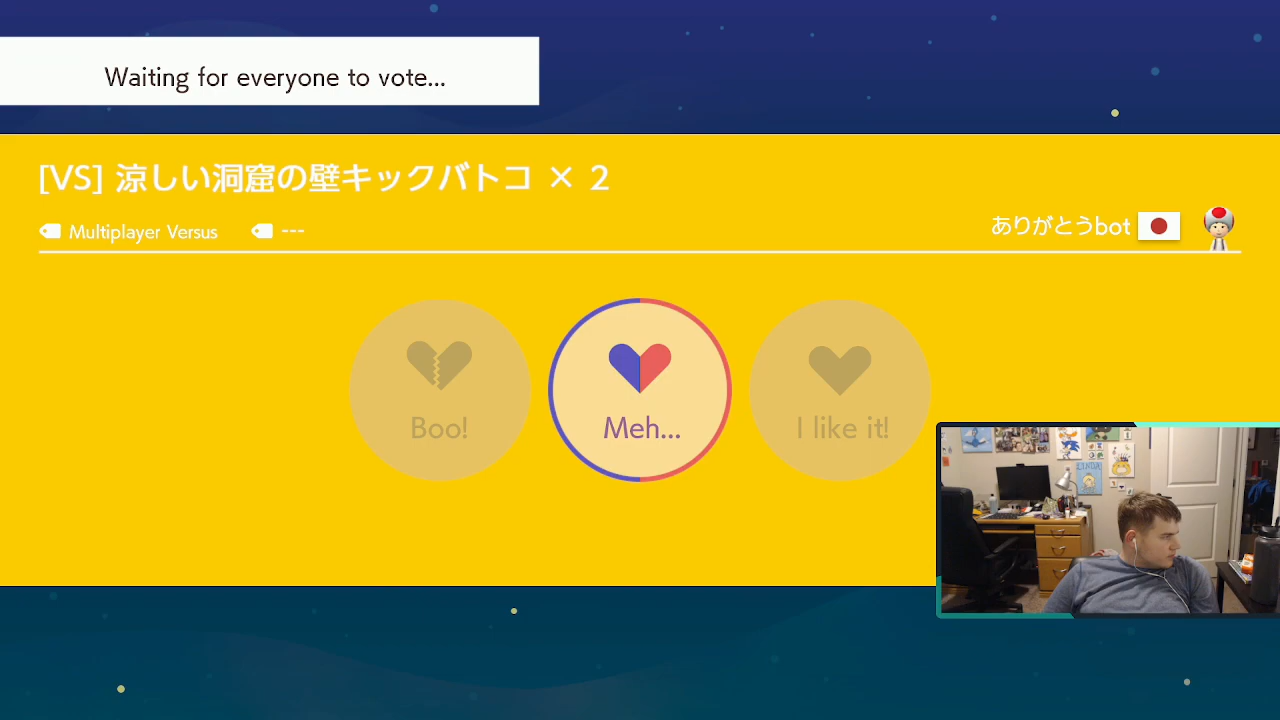 Waiting for everyone to vote...
[VS] 涼しい洞窟の壁キックバトコ × 2
Multiplayer Versus ---
ありがとうbot
Boo!
Meh...
I like it!
LINDA